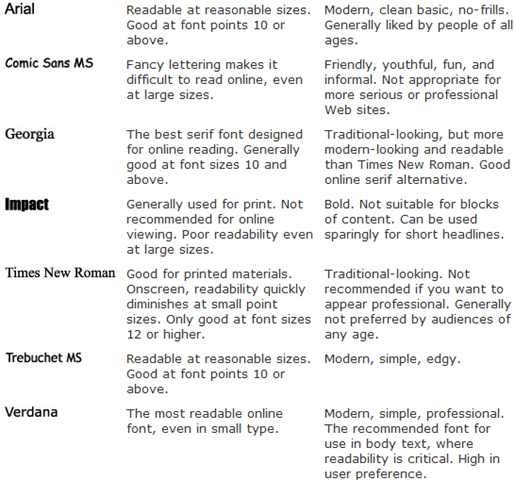 Arial
Readable at reasonable sizes.
Good at font points 10 or
above.
Modern, clean basic, no-frills.
Generally liked by people of all
ages.
Comic Sans MS
Fancy lettering makes it
difficult to read online, even
at large sizes.
Friendly, youthful, fun, and
informal. Not appropriate for
more serious or professional
Web sites.
Georgia
The best serif font designed
for online reading. Generally
good at font sizes 10 and
above.
Traditional-looking, but more
modern-looking and readable
than Times New Roman. Good
online serif alternative.
Impact
Generally used for print. Not
recommended for online
viewing. Poor readability even
at large sizes.
Bold. Not suitable for blocks
of content. Can be used
sparingly for short headlines.
Times New Roman
Good for printed materials.
Onscreen, readability quickly
diminishes at small point
sizes. Only good at font sizes
12 or higher.
Traditional-looking. Not
recommended if you want to
appear professional. Generally
not preferred by audiences of
any age.
Trebuchet MS
Readable at reasonable sizes.
Good at font points 10 or
above.
Modern, simple, edgy.
Verdana
The most readable online
font, even in small type.
Modern, simple, professional.
The recommended font for
use in body text, where
readability is critical. High in
user preference.